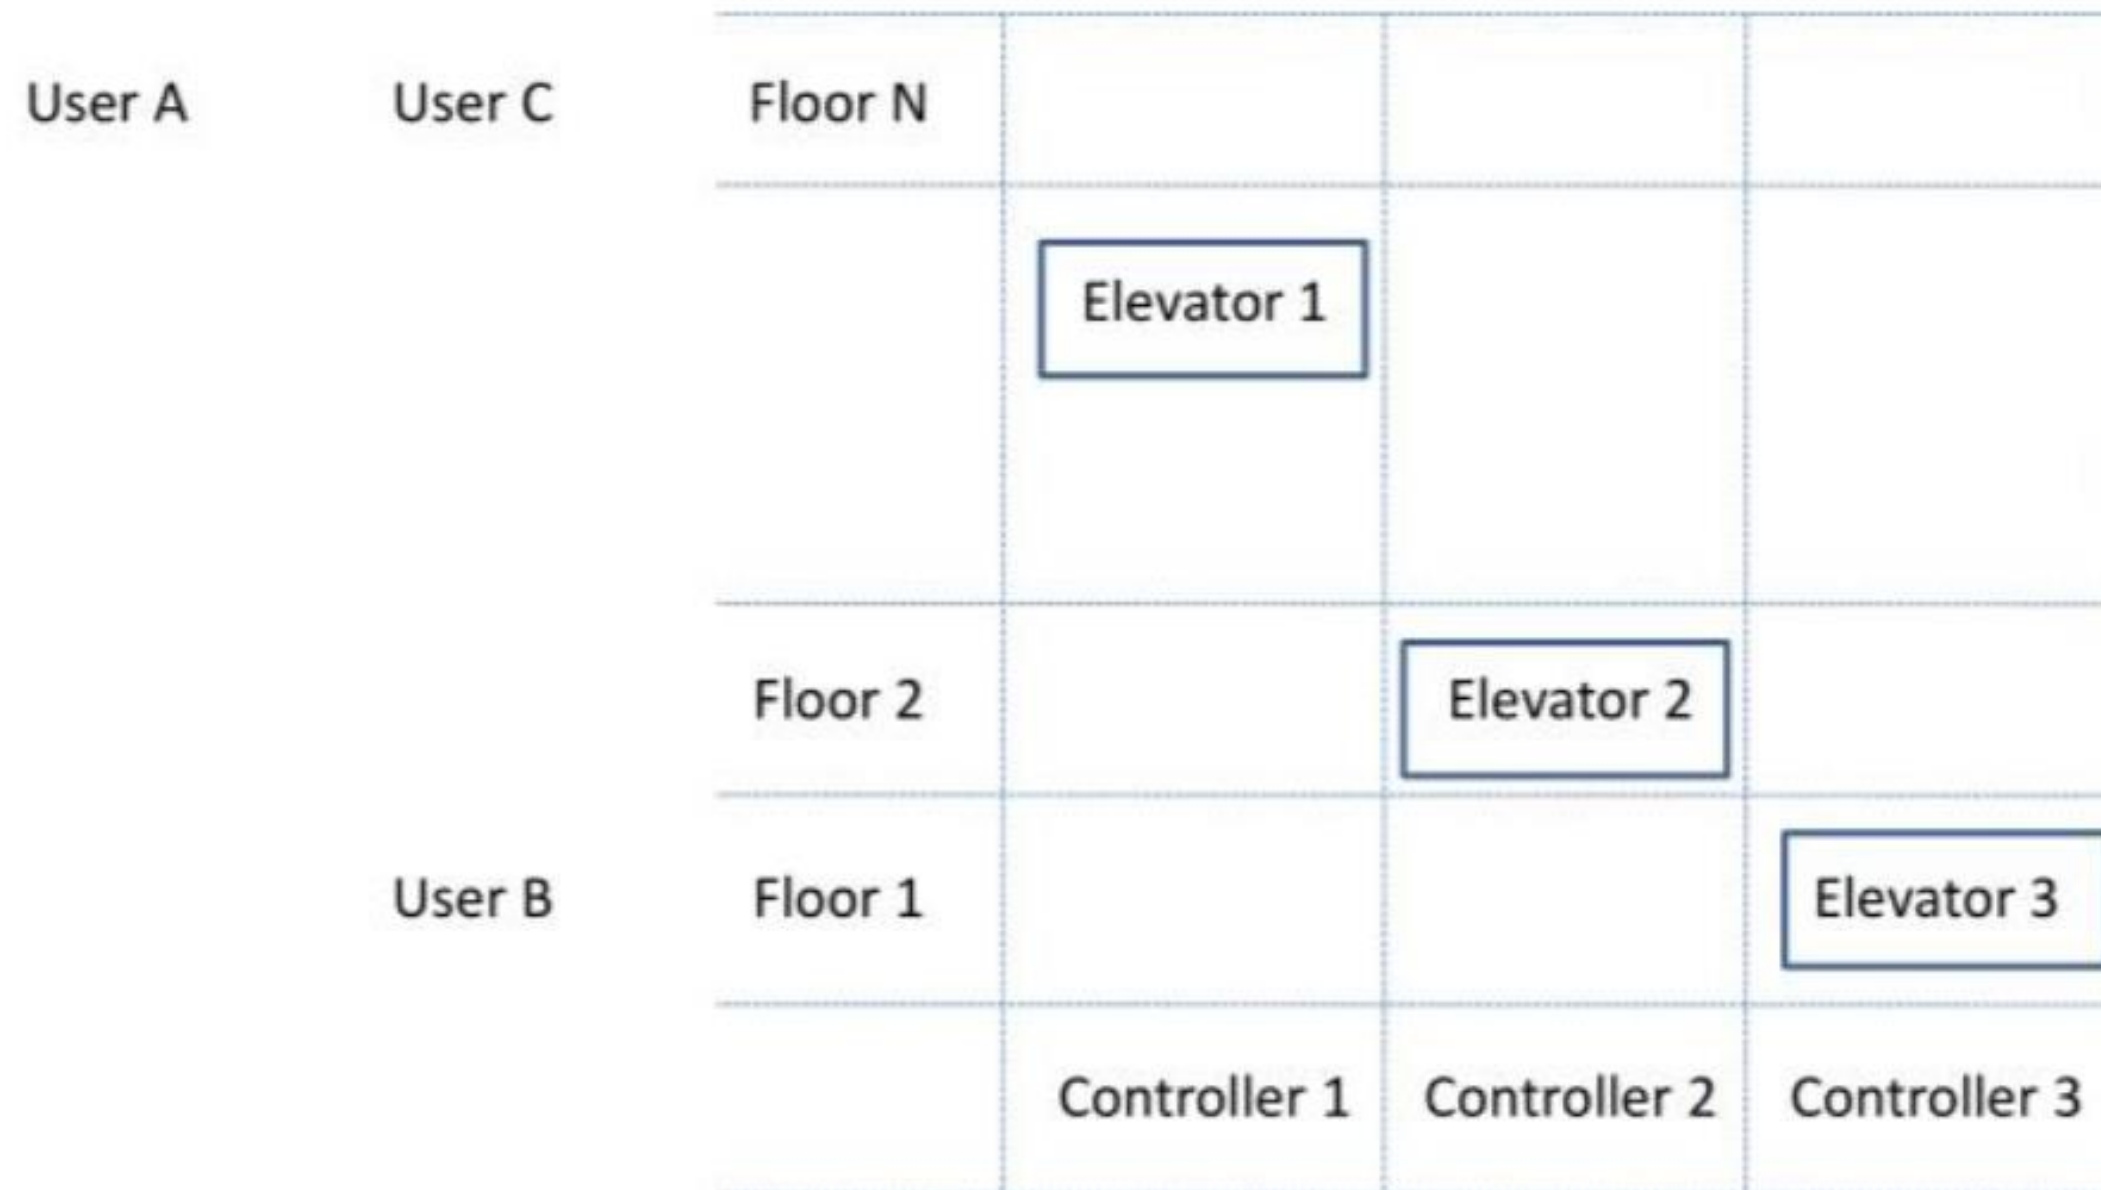 User A User C Floor N
Elevator 1
Floor 2 Elevator 2
User B Floor 1 Elevator 3
Controller 1 Controller 2 Controller 3